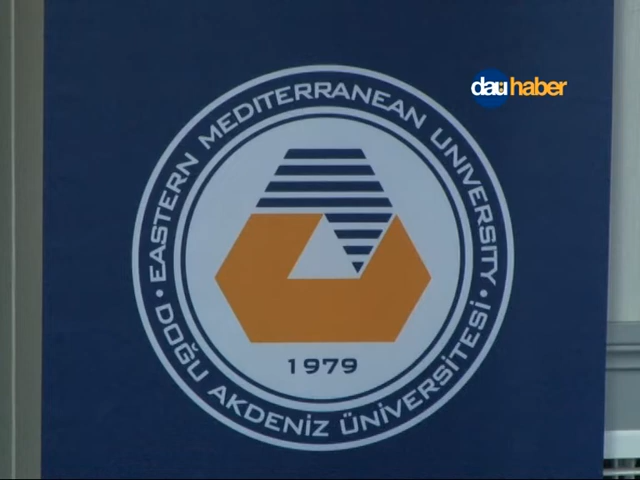 dauhaber
EASTERN MEDITERRANEAN UNIVERSITY
1979
DOĞU AKDENİZ ÜNİVERSİTESİ